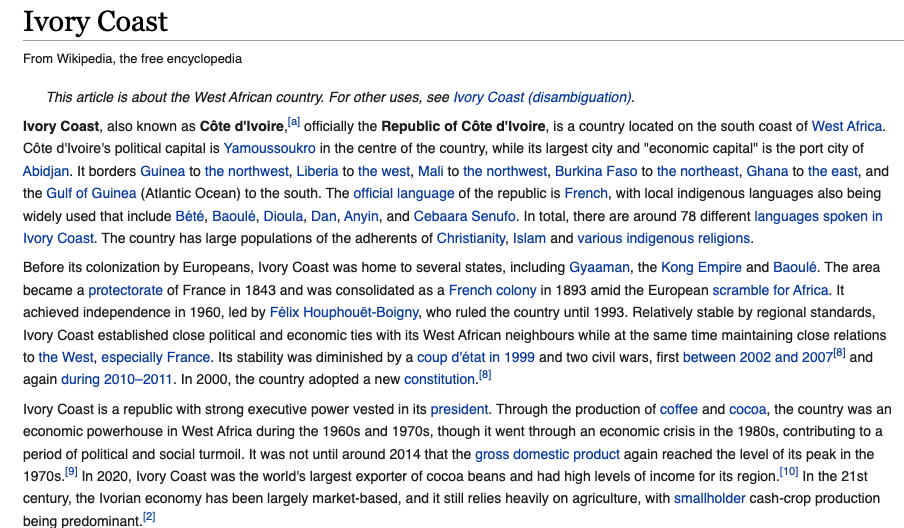 Ivory Coast
From Wikipedia, the free encyclopedia
This article is about the West African country. For other uses, see Ivory Coast (disambiguation).
Ivory Coast, also known as Côte d'Ivoire,[a] officially the Republic of Côte d'Ivoire, is a country located on the south coast of West Africa.
Côte d'Ivoire's political capital is Yamoussoukro in the centre of the country, while its largest city and "economic capital" is the port city of
Abidjan. It borders Guinea to the northwest, Liberia to the west, Mali to the northwest, Burkina Faso to the northeast, Ghana to the east, and
the Gulf of Guinea (Atlantic Ocean) to the south. The official language of the republic is French, with local indigenous languages also being
widely used that include Bété, Baoulé, Dioula, Dan, Anyin, and Cebaara Senufo. In total, there are around 78 different languages spoken in
Ivory Coast. The country has large populations of the adherents of Christianity, Islam and various indigenous religions.
Before its colonization by Europeans, Ivory Coast was home to several states, including Gyaaman, the Kong Empire and Baoulé. The area
became a protectorate of France in 1843 and was consolidated as a French colony in 1893 amid the European scramble for Africa. It
achieved independence in 1960, led by Félix Houphouët-Boigny, who ruled the country until 1993. Relatively stable by regional standards,
Ivory Coast established close political and economic ties with its West African neighbours while at the same time maintaining close relations
to the West, especially France. Its stability was diminished by a coup d'état in 1999 and two civil wars, first between 2002 and 2007[8] and
again during 2010–2011. In 2000, the country adopted a new constitution.[8]
Ivory Coast is a republic with strong executive power vested in its president. Through the production of coffee and cocoa, the country was an
economic powerhouse in West Africa during the 1960s and 1970s, though it went through an economic crisis in the 1980s, contributing to a
period of political and social turmoil. It was not until around 2014 that the gross domestic product again reached the level of its peak in the
1970s.[9] In 2020, Ivory Coast was the world's largest exporter of cocoa beans and had high levels of income for its region.[10] In the 21st
century, the Ivorian economy has been largely market-based, and it still relies heavily on agriculture, with smallholder cash-crop production
being predominant.[2]